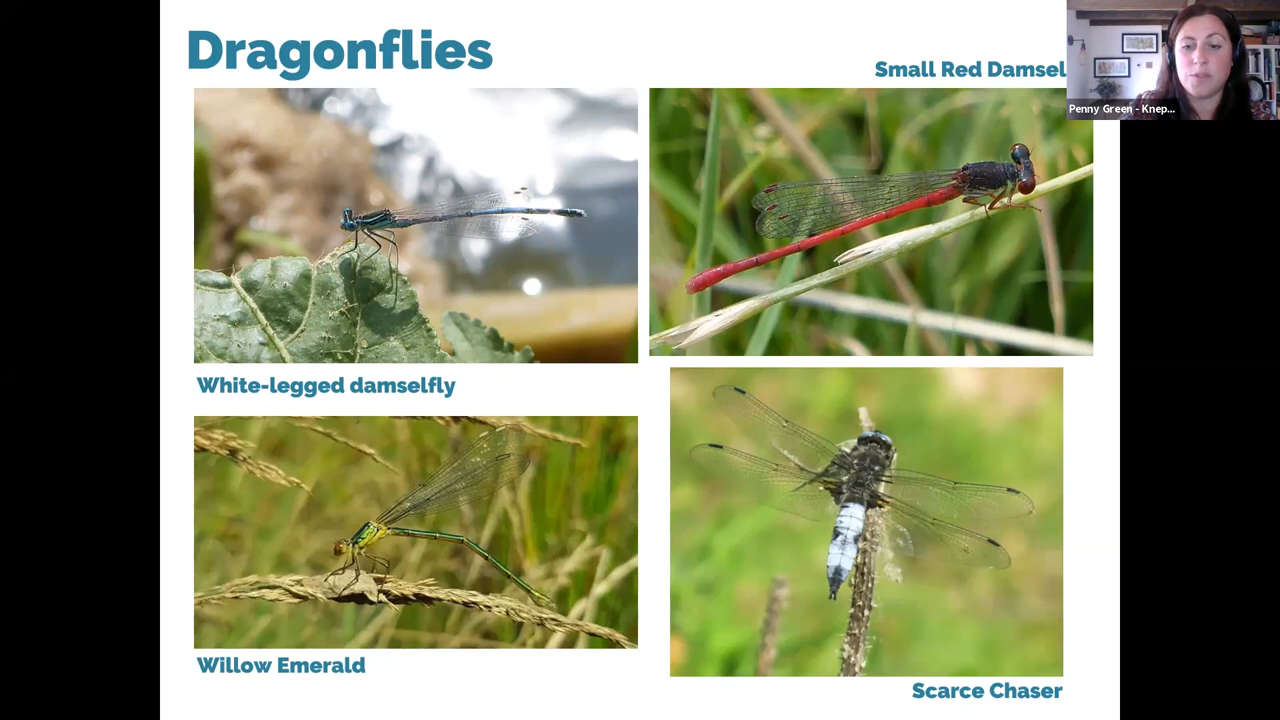 Dragonflies
Small Red Damsel
Penny Green - Knep...
White-legged damselfly
Willow Emerald
Scarce Chaser